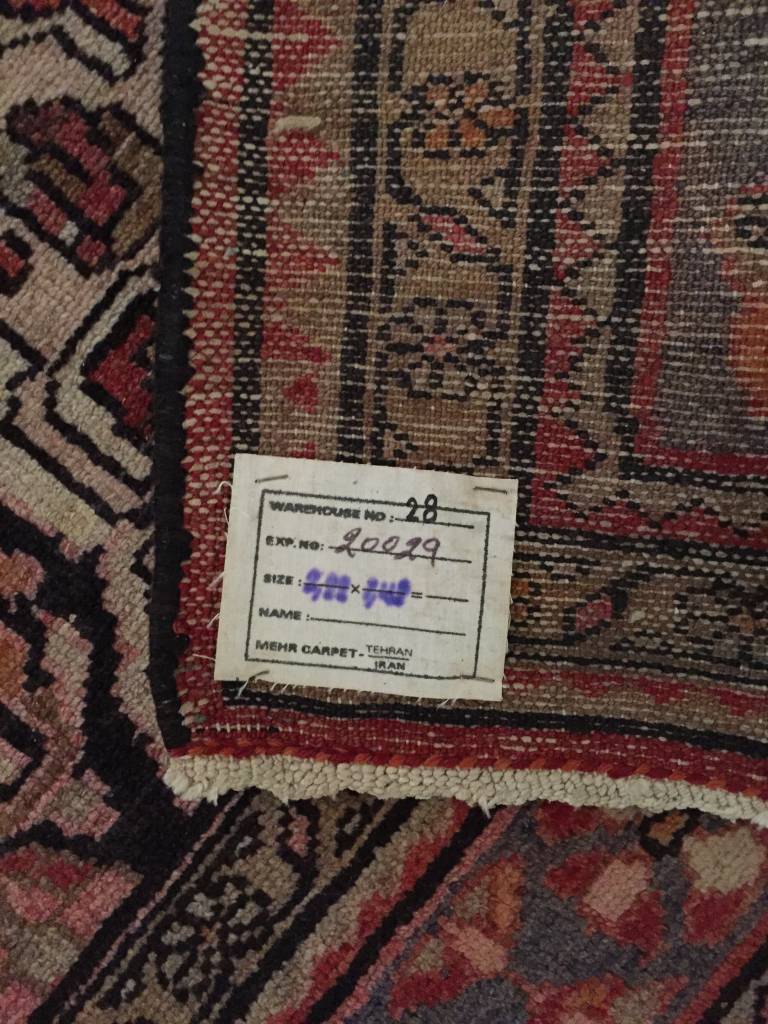 WAREHOUSE NO : 28
EXP. NO: 20029
SIZE : × =
NAME :
MEHR CARPET - TEHRAN
IRAN